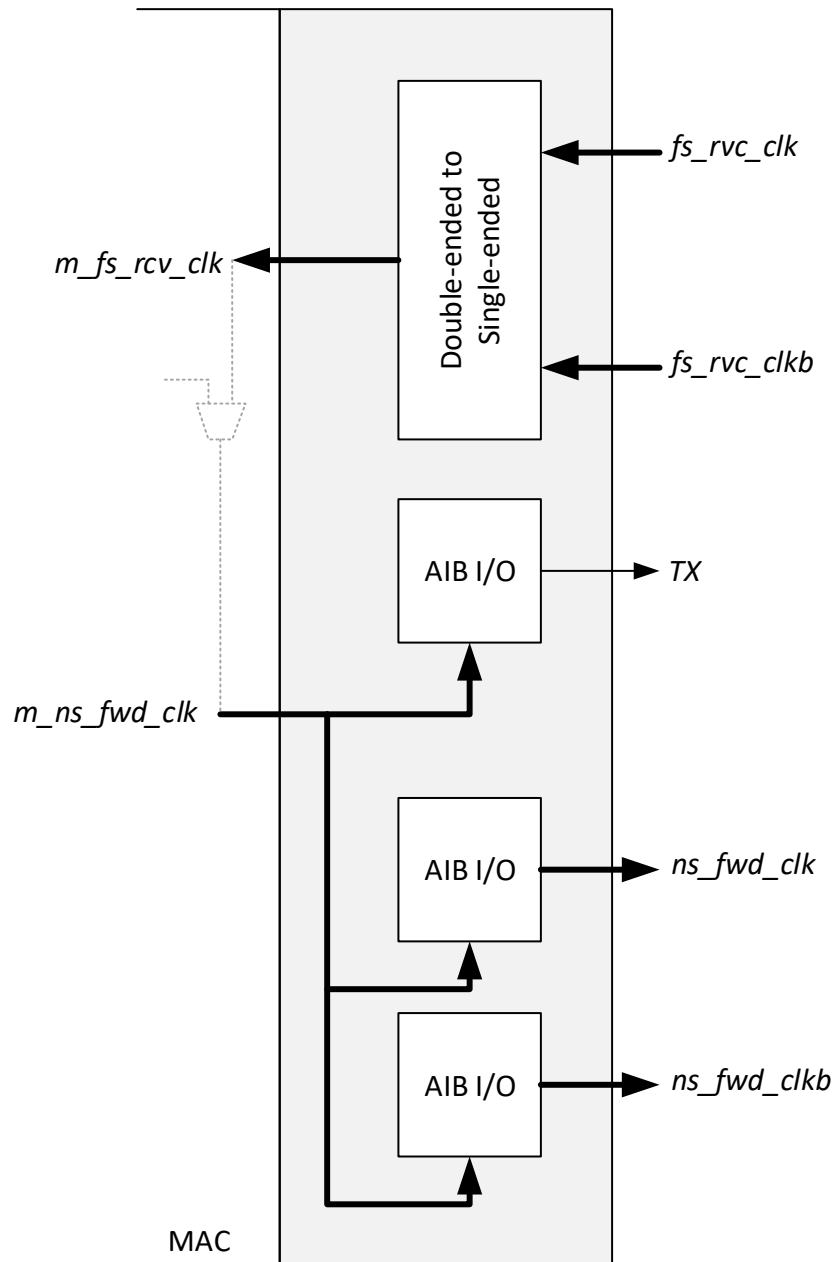 fs_rvc_clk
Double-ended to
Single-ended
m_fs_rcv_clk
fs_rvc_clkb
AIB I/O
TX
m_ns_fwd_clk
AIB I/O
ns_fwd_clk
AIB I/O
ns_fwd_clkb
MAC